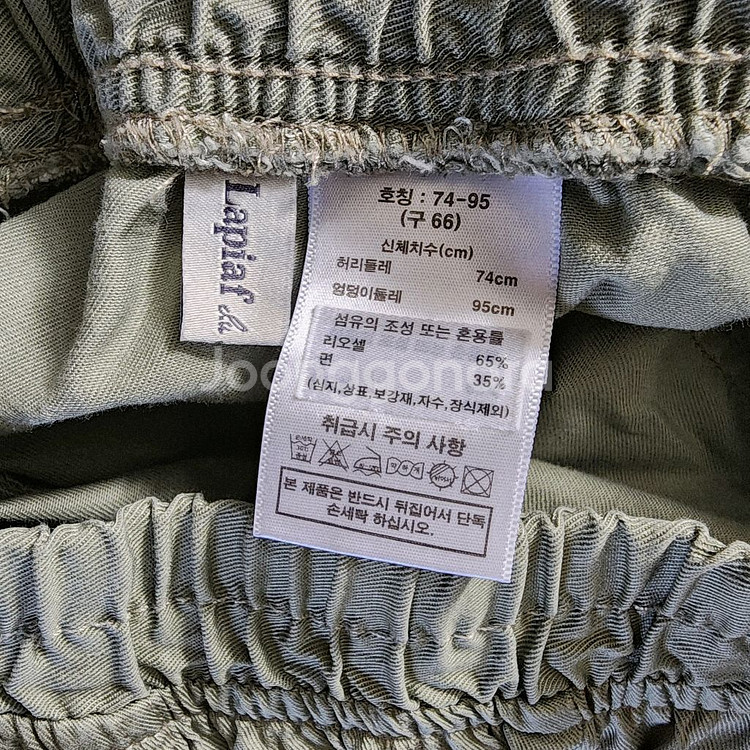 Lapiaf
호칭 : 74-95
(구 66)
신체치수(cm)
허리둘레 74cm
엉덩이둘레 95cm
섬유의 조성 또는 혼용률
리오셀 65%
면 35%
(심지,상표,보강재,자수,장식제외)
취급시 주의 사항
본 제품은 반드시 뒤집어서 단독
손세탁 하십시오.
Joonggonara